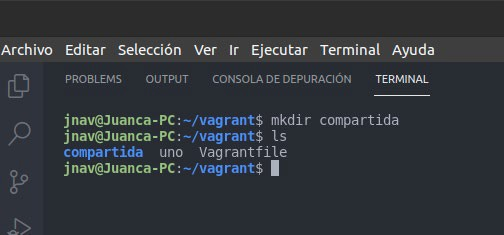 Archivo Editar Selección Ver Ir Ejecutar Terminal Ayuda
PROBLEMS OUTPUT CONSOLA DE DEPURACIÓN TERMINAL
jnav@Juanca-PC:~/vagrant$ mkdir compartida
jnav@Juanca-PC:~/vagrant$ ls
compartida uno Vagrantfile
jnav@Juanca-PC:~/vagrant$